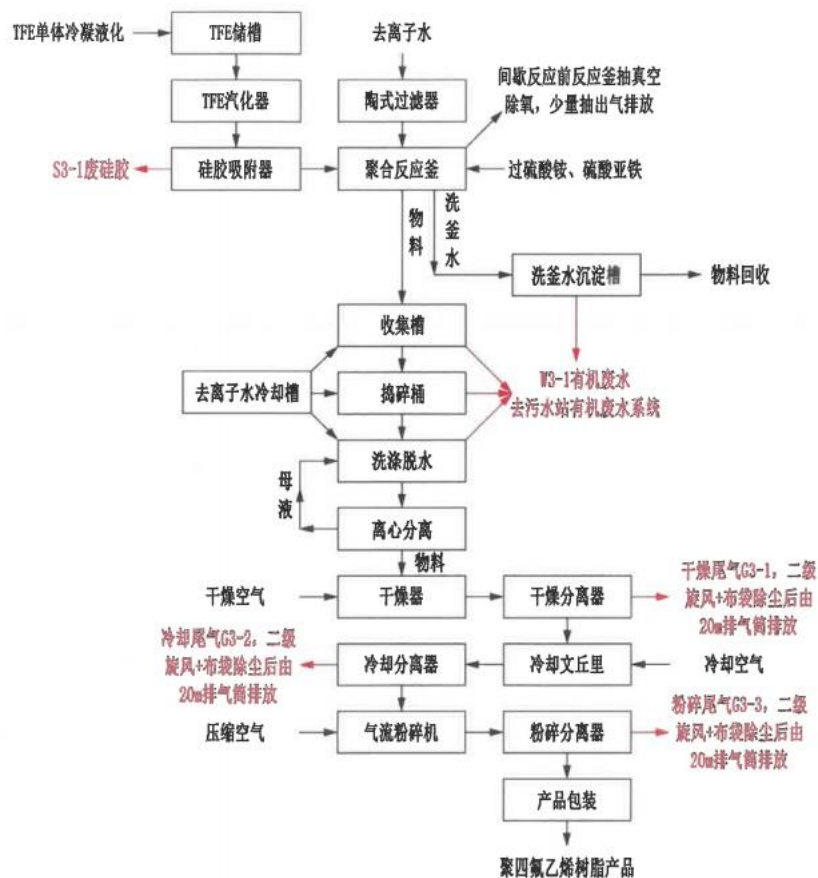 TFE单体冷凝液化
TFE储槽
去离子水
TFE汽化器
陶式过滤器
间歇反应前反应釜抽真空
除氧，少量抽出气排放
S3-1废硅胶
硅胶吸附器
聚合反应釜
过硫酸铵、硫酸亚铁
物料
洗釜水
洗釜水沉淀槽
物料回收
收集槽
W3-1有机废水
去污水站有机废水系统
去离子水冷却槽
捣碎桶
洗涤脱水
母液
离心分离
物料
干燥空气
干燥器
干燥分离器
干燥尾气G3-1，二级
旋风+布袋除尘后由
20m排气筒排放
冷却尾气G3-2，二级
旋风+布袋除尘后由
20m排气筒排放
冷却分离器
冷却文丘里
冷却空气
压缩空气
气流粉碎机
粉碎分离器
粉碎尾气G3-3，二级
旋风+布袋除尘后由
20m排气筒排放
产品包装
聚四氟乙烯树脂产品